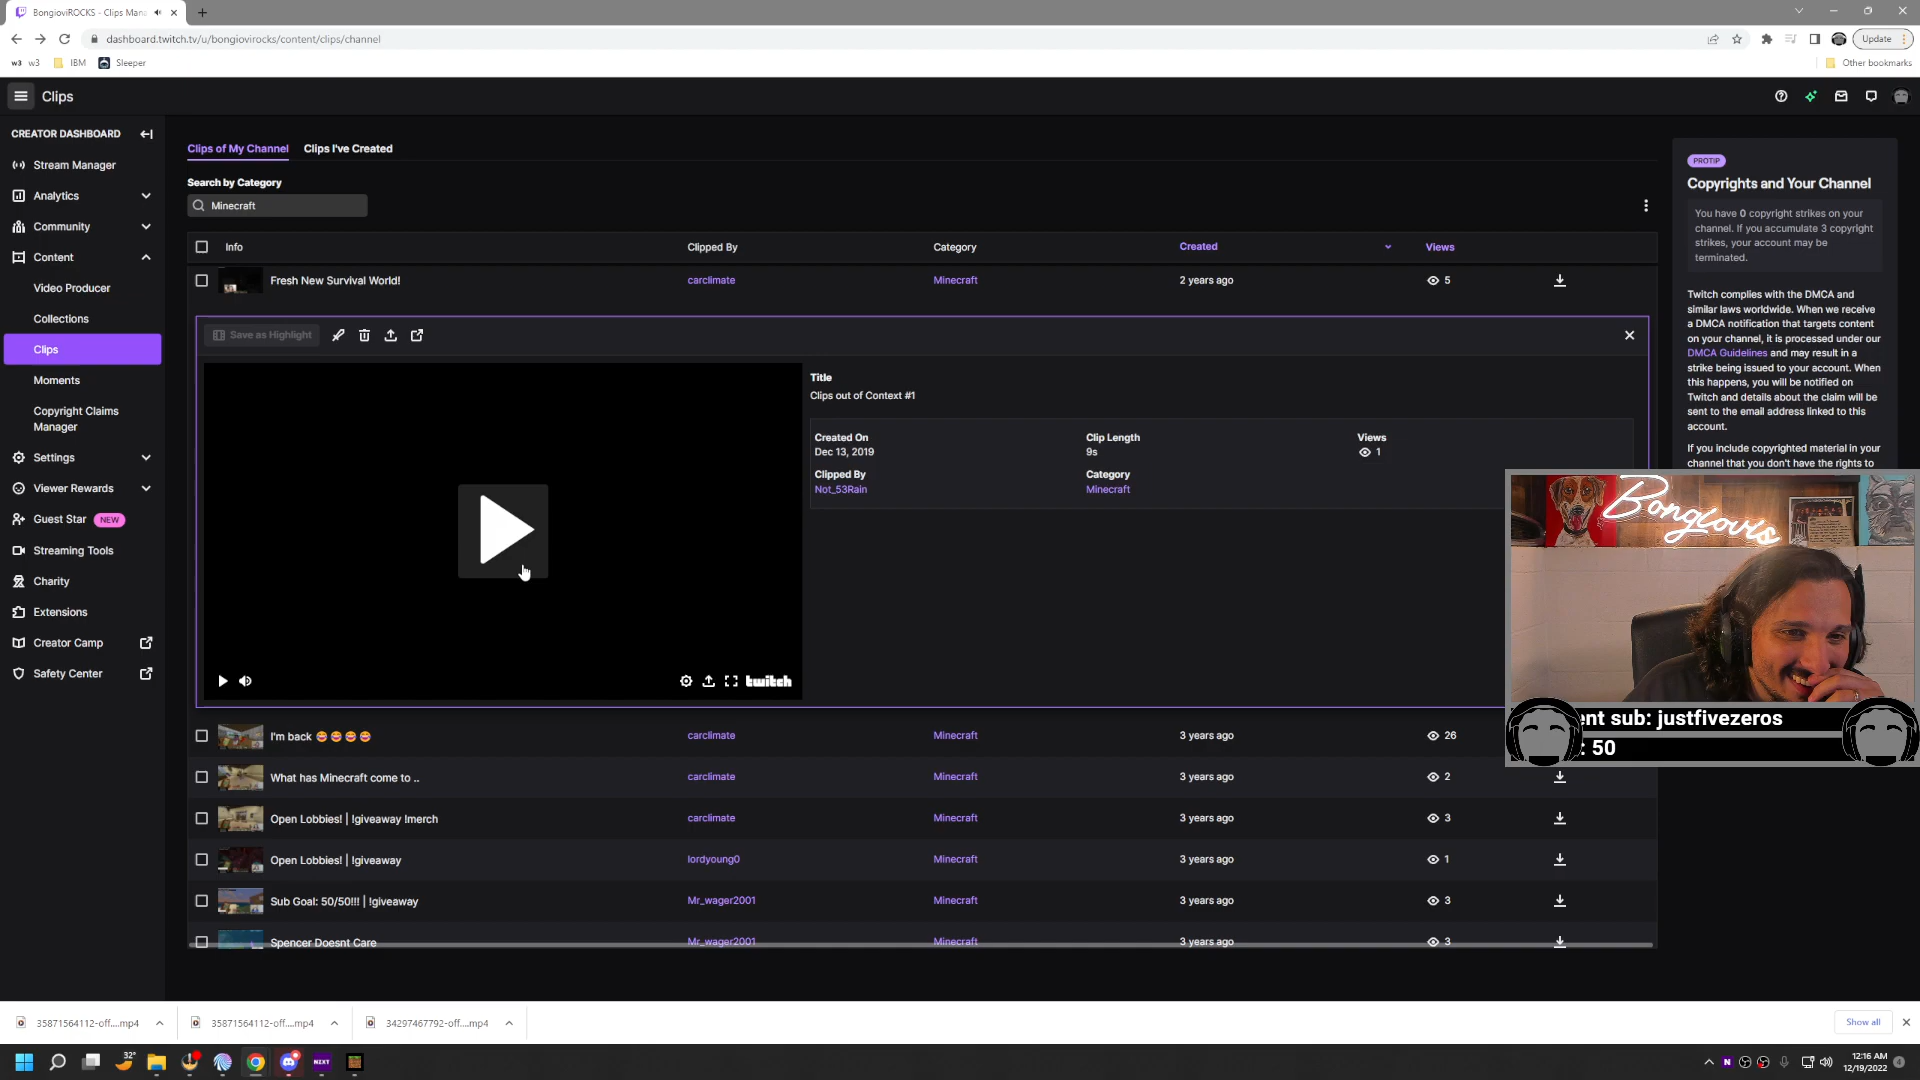 BongioviROCKS - Clips Mana
dashboard.twitch.tv/u/bongiovirocks/content/clips/channel
Update
w3 w3 IBM Sleeper
Other bookmarks
Clips
CREATOR DASHBOARD
Stream Manager
Analytics
Community
Content
Video Producer
Collections
Clips
Moments
Copyright Claims
Manager
Settings
Viewer Rewards
Guest Star NEW
Streaming Tools
Charity
Extensions
Creator Camp
Safety Center
Clips of My Channel Clips I've Created
Search by Category
Minecraft
Info Clipped By Category Created Views
Fresh New Survival World! carclimate Minecraft 2 years ago 5
Save as Highlight
Title
Clips out of Context #1
Created On Clip Length Views
Dec 13, 2019 9s 1
Clipped By Category
Not_53Rain Minecraft
twitch
I'm back 🥰🥰🥰🥰 carclimate Minecraft 3 years ago 26
What has Minecraft come to .. carclimate Minecraft 3 years ago 2
Open Lobbies! | !giveaway !merch carclimate Minecraft 3 years ago 3
Open Lobbies! | !giveaway lordyoung0 Minecraft 3 years ago 1
Sub Goal: 50/50!!! | !giveaway Mr_wager2001 Minecraft 3 years ago 3
Spencer Doesnt Care Mr_wager2001 Minecraft 3 years ago 3
PROTIP
Copyrights and Your Channel
You have 0 copyright strikes on your
channel. If you accumulate 3 copyright
strikes, your account may be
terminated.
Twitch complies with the DMCA and
similar laws worldwide. When we receive
a DMCA notification that targets content
on your channel, it is processed under our
DMCA Guidelines and may result in a
strike being issued to your account. When
this happens, you will be notified on
Twitch and details about the claim will be
sent to the email address linked to this
account.
If you include copyrighted material in your
channel that you don't have the rights to
Bongiovis
ent sub: justfivezeros
: 50
35871564112-off....mp4
35871564112-off....mp4
34297467792-off....mp4
Show all
32°
NZXT
N
12:16 AM
12/19/2022
4